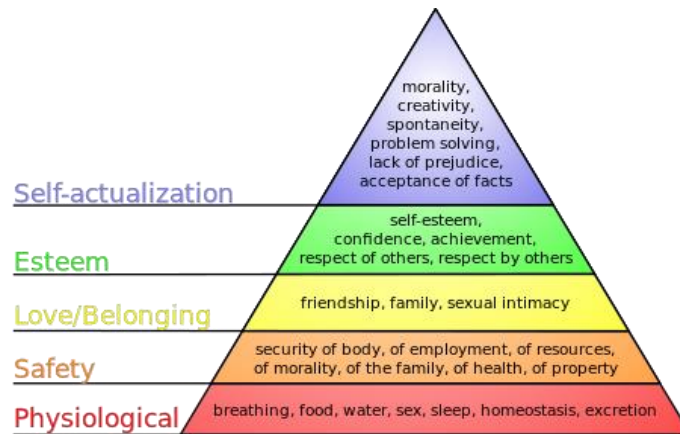 morality,
creativity,
spontaneity,
problem solving,
lack of prejudice,
acceptance of facts
Self-actualization
self-esteem,
confidence, achievement,
respect of others, respect by others
Esteem
friendship, family, sexual intimacy
Love/Belonging
security of body, of employment, of resources,
of morality, of the family, of health, of property
Safety
breathing, food, water, sex, sleep, homeostasis, excretion
Physiological